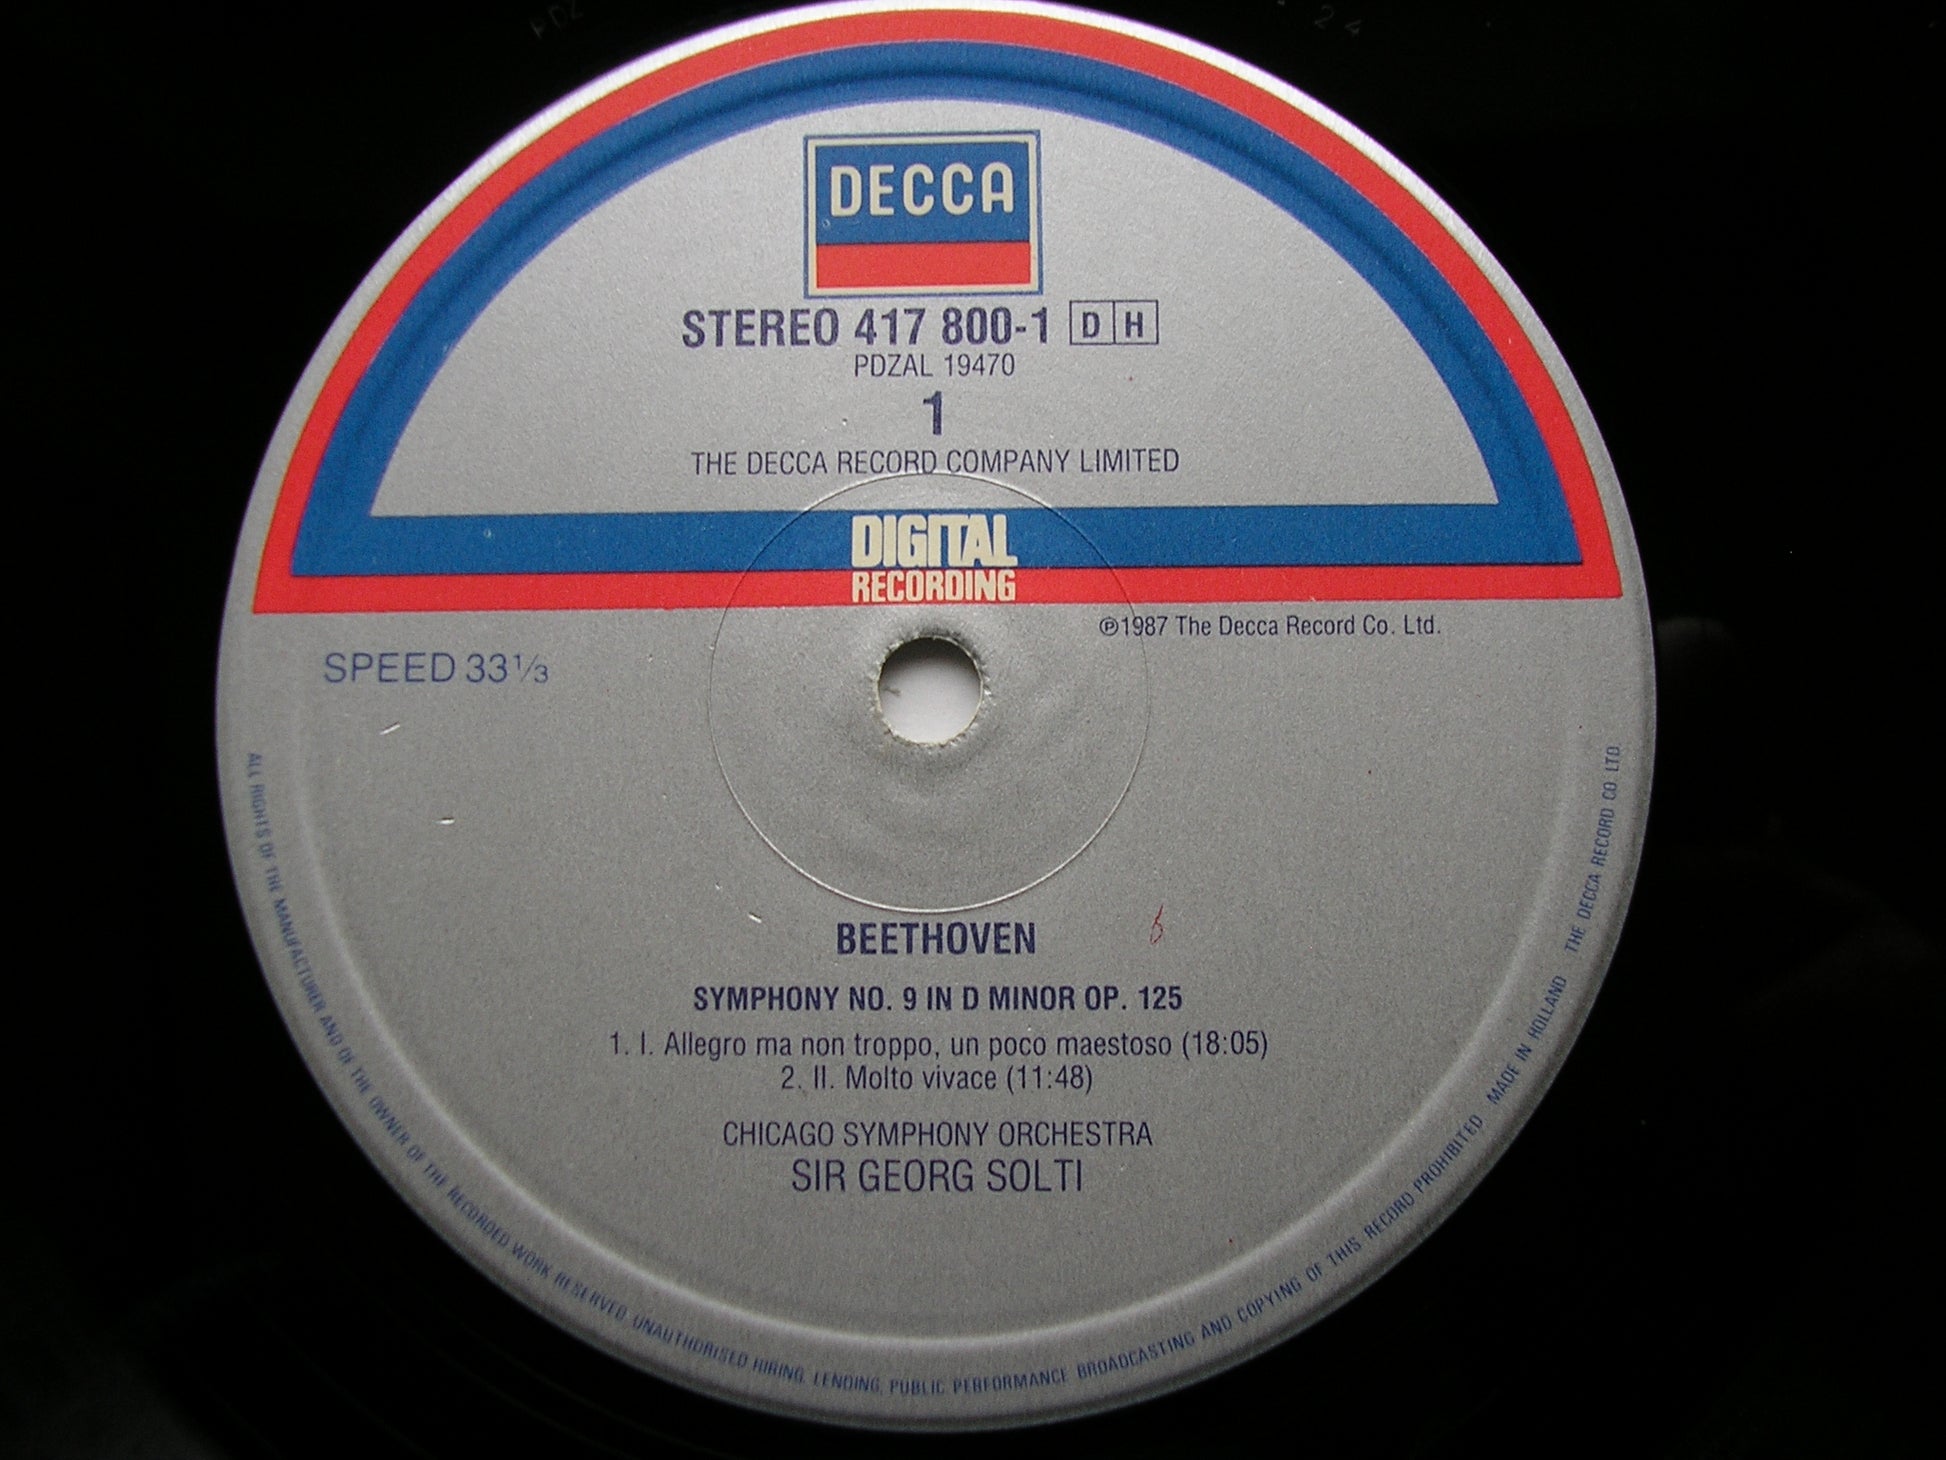 DECCA
STEREO 417 800-1 D H
PDZAL 19470
1
THE DECCA RECORD COMPANY LIMITED
DIGITAL
RECORDING
℗1987 The Decca Record Co. Ltd.
SPEED 33⅓
BEETHOVEN
SYMPHONY NO. 9 IN D MINOR OP. 125
1. I. Allegro ma non troppo, un poco maestoso (18:05)
2. II. Molto vivace (11:48)
CHICAGO SYMPHONY ORCHESTRA
SIR GEORG SOLTI
ALL RIGHTS OF THE MANUFACTURER AND OF THE OWNER OF THE RECORDED WORK RESERVED UNAUTHORISED HIRING, LENDING, PUBLIC PERFORMANCE BROADCASTING AND COPYING OF THIS RECORD PROHIBITED MADE IN HOLLAND THE DECCA RECORD CO LTD